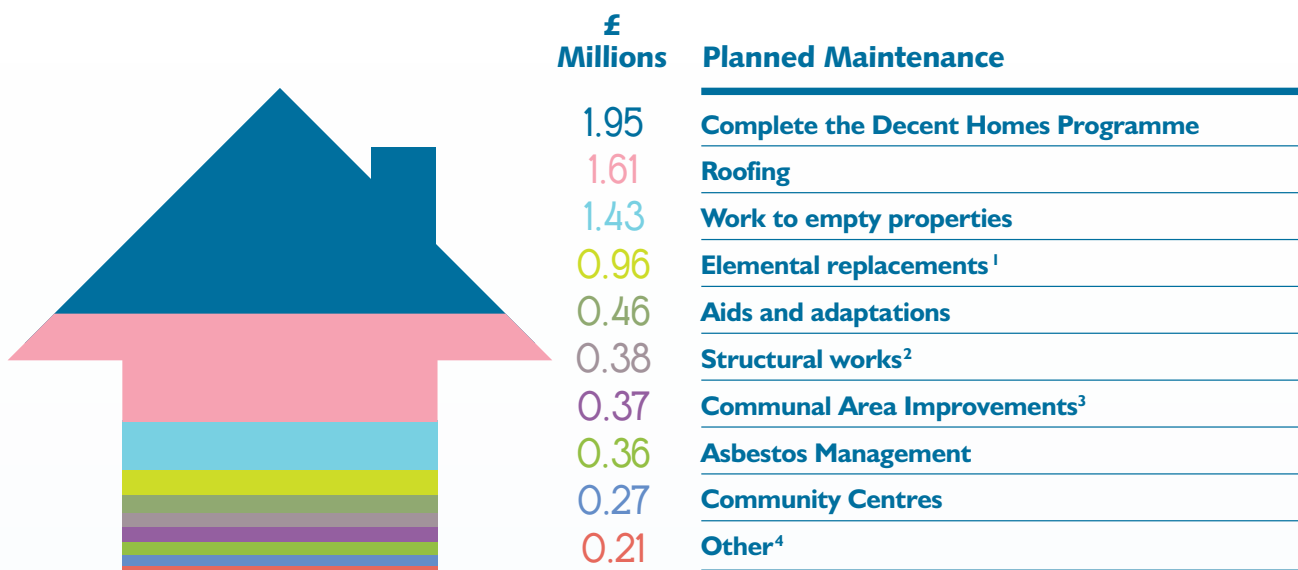 £
Millions Planned Maintenance
1.95 Complete the Decent Homes Programme
1.61 Roofing
1.43 Work to empty properties
0.96 Elemental replacements¹
0.46 Aids and adaptations
0.38 Structural works²
0.37 Communal Area Improvements³
0.36 Asbestos Management
0.27 Community Centres
0.21 Other⁴